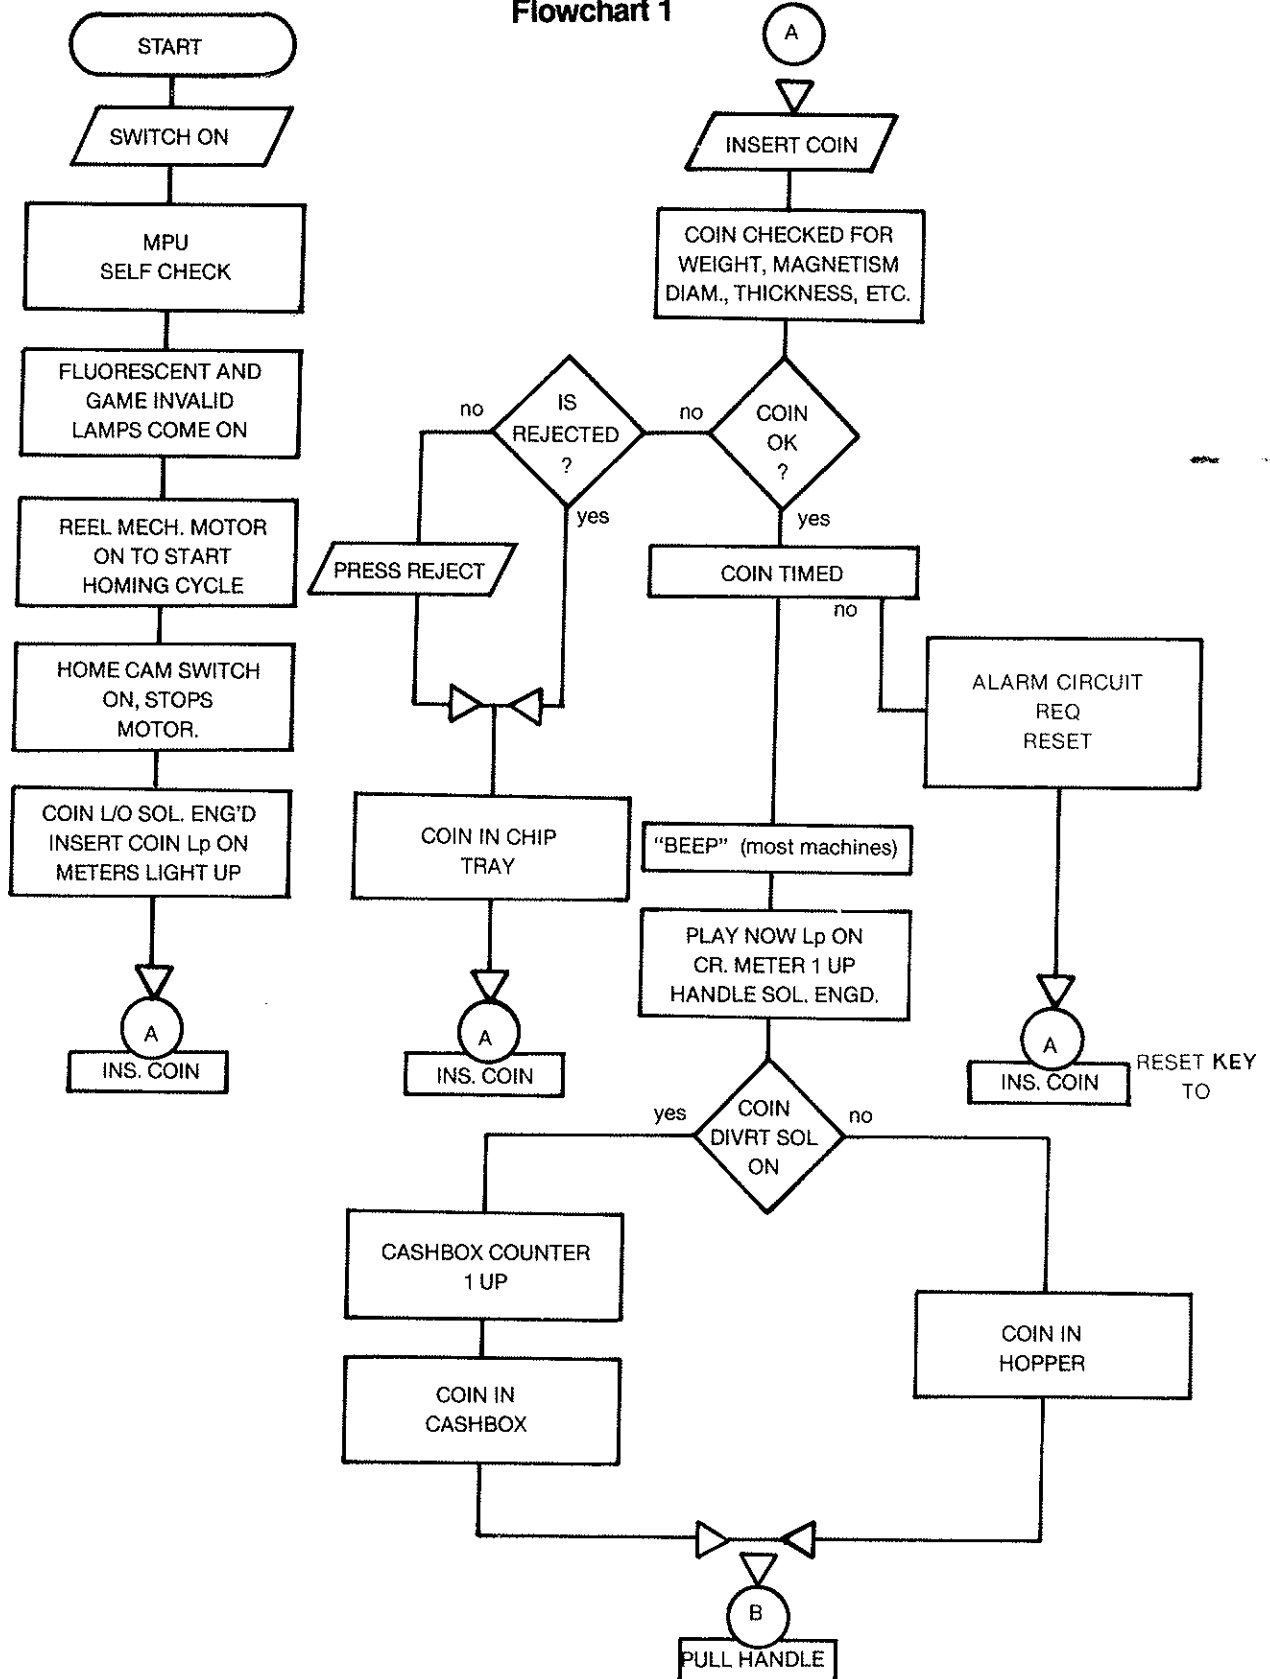 Flowchart 1
START
SWITCH ON
MPU
SELF CHECK
FLUORESCENT AND
GAME INVALID
LAMPS COME ON
REEL MECH. MOTOR
ON TO START
HOMING CYCLE
HOME CAM SWITCH
ON, STOPS
MOTOR.
COIN L/O SOL. ENG'D
INSERT COIN Lp ON
METERS LIGHT UP
A
INS. COIN
A
INSERT COIN
COIN CHECKED FOR
WEIGHT, MAGNETISM
DIAM., THICKNESS, ETC.
COIN
OK
?
no
yes
IS
REJECTED
?
no
yes
PRESS REJECT
COIN IN CHIP
TRAY
A
INS. COIN
COIN TIMED
no
ALARM CIRCUIT
REQ
RESET
A
INS. COIN
RESET KEY
TO
"BEEP" (most machines)
PLAY NOW Lp ON
CR. METER 1 UP
HANDLE SOL. ENGD.
COIN
DIVRT SOL
ON
yes
no
CASHBOX COUNTER
1 UP
COIN IN
CASHBOX
COIN IN
HOPPER
B
PULL HANDLE